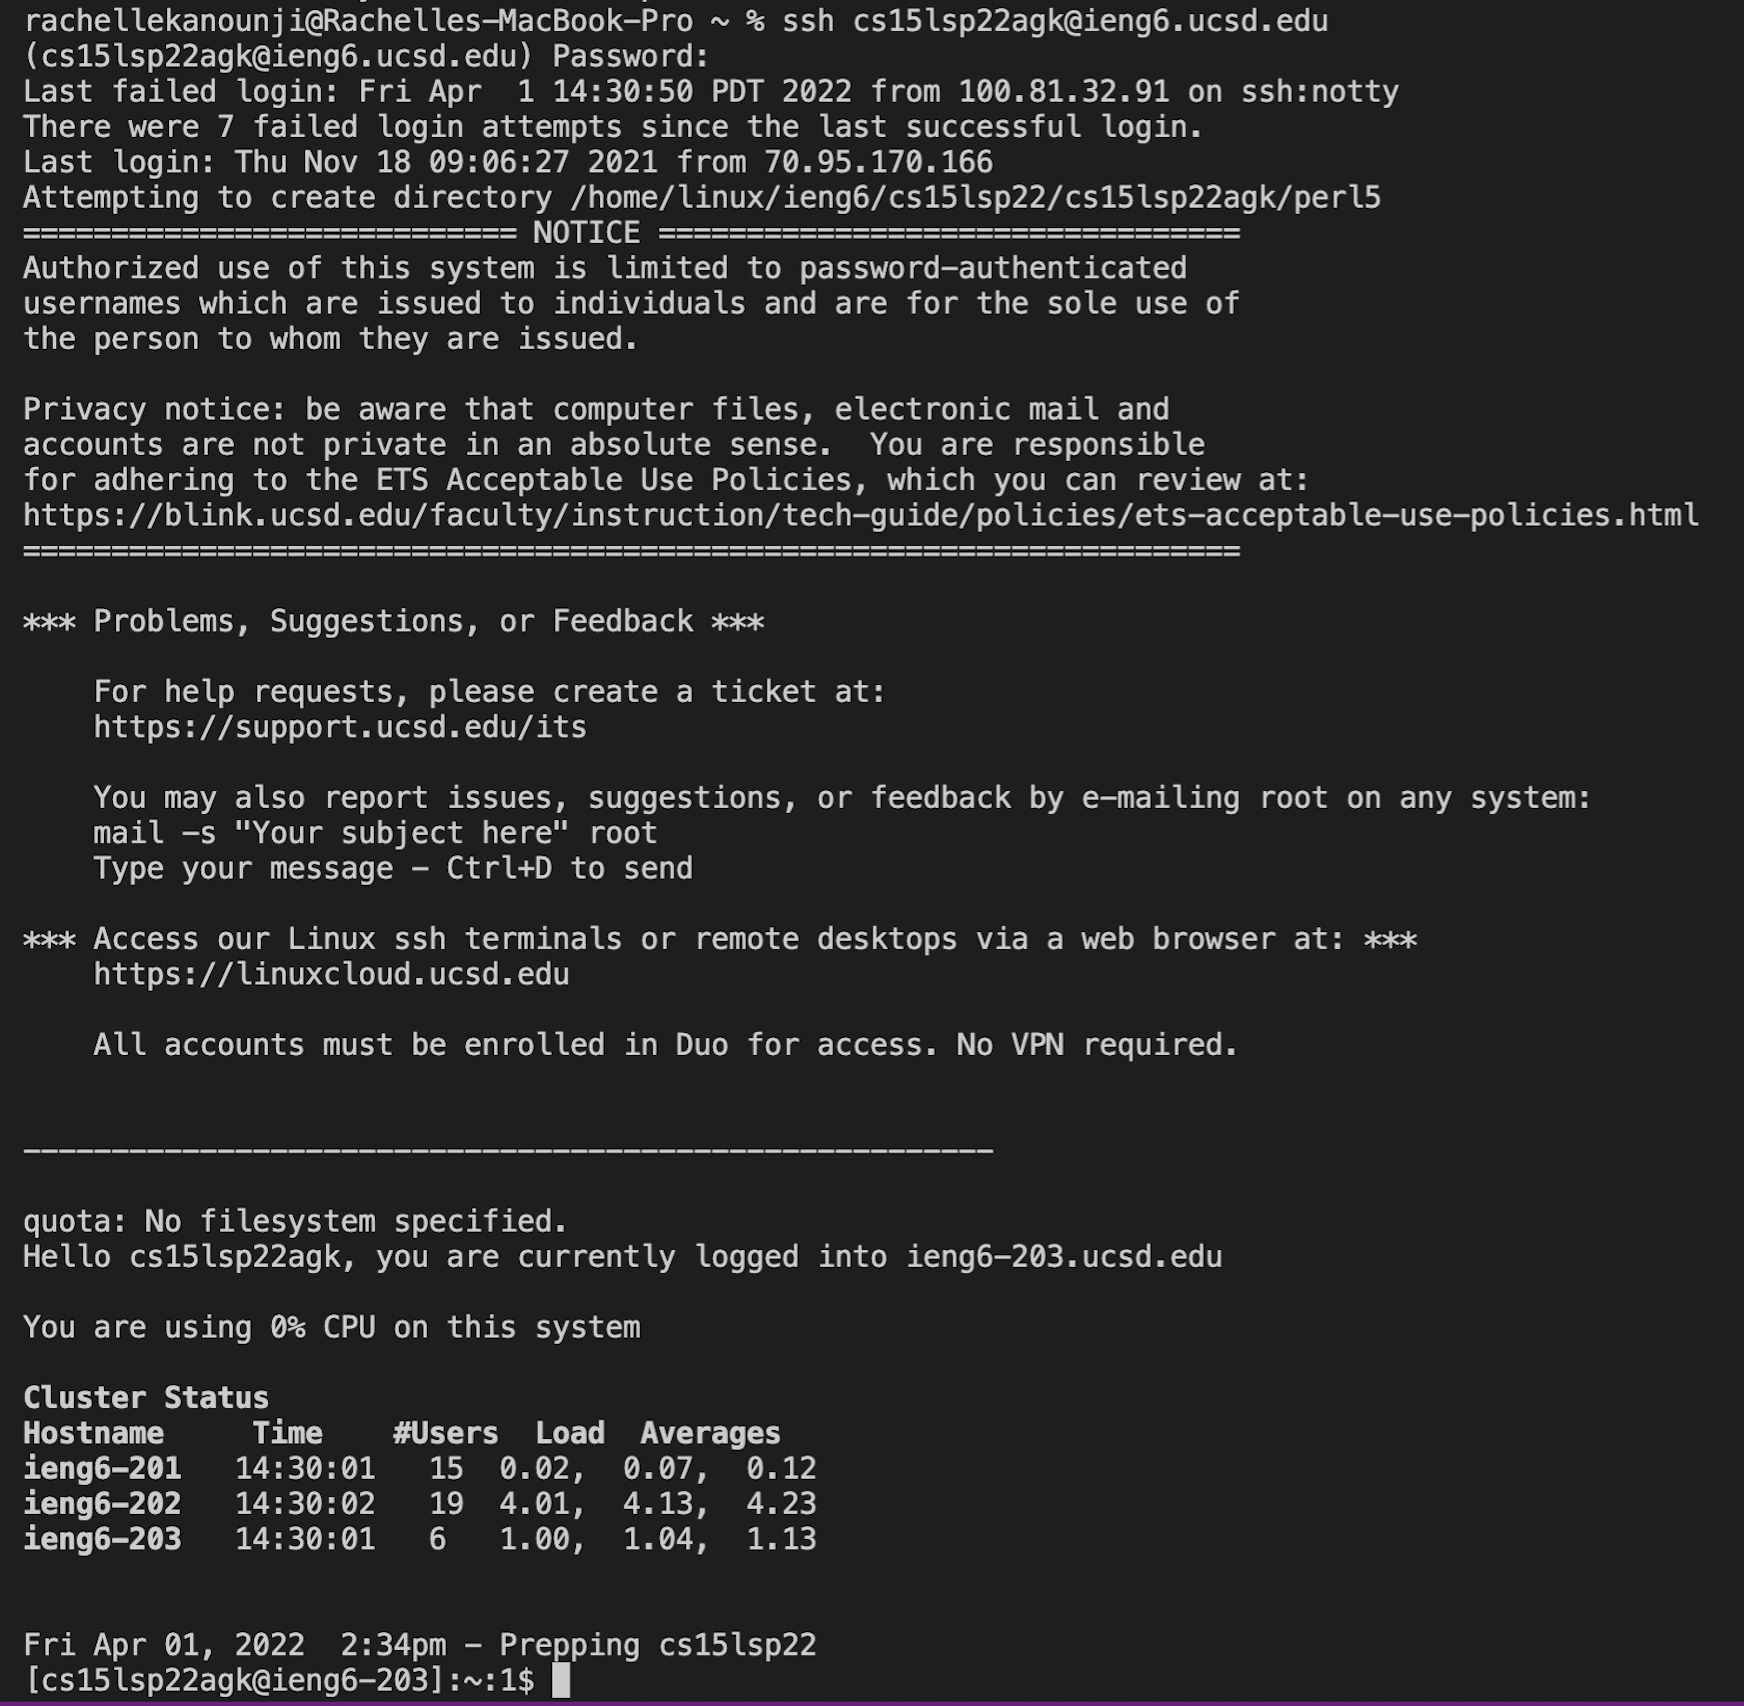 rachellekanounji@Rachelles-MacBook-Pro ~ % ssh cs15lsp22agk@ieng6.ucsd.edu
(cs15lsp22agk@ieng6.ucsd.edu) Password:
Last failed login: Fri Apr  1 14:30:50 PDT 2022 from 100.81.32.91 on ssh:notty
There were 7 failed login attempts since the last successful login.
Last login: Thu Nov 18 09:06:27 2021 from 70.95.170.166
Attempting to create directory /home/linux/ieng6/cs15lsp22/cs15lsp22agk/perl5
============================ NOTICE =================================
Authorized use of this system is limited to password-authenticated
usernames which are issued to individuals and are for the sole use of
the person to whom they are issued.

Privacy notice: be aware that computer files, electronic mail and
accounts are not private in an absolute sense.  You are responsible
for adhering to the ETS Acceptable Use Policies, which you can review at:
https://blink.ucsd.edu/faculty/instruction/tech-guide/policies/ets-acceptable-use-policies.html
=====================================================================

*** Problems, Suggestions, or Feedback ***

    For help requests, please create a ticket at:
    https://support.ucsd.edu/its

    You may also report issues, suggestions, or feedback by e-mailing root on any system:
    mail -s "Your subject here" root
    Type your message - Ctrl+D to send

*** Access our Linux ssh terminals or remote desktops via a web browser at: ***
    https://linuxcloud.ucsd.edu

    All accounts must be enrolled in Duo for access. No VPN required.


-------------------------------------------------------

quota: No filesystem specified.
Hello cs15lsp22agk, you are currently logged into ieng6-203.ucsd.edu

You are using 0% CPU on this system

Cluster Status
Hostname     Time    #Users  Load  Averages
ieng6-201   14:30:01   15  0.02,  0.07,  0.12
ieng6-202   14:30:02   19  4.01,  4.13,  4.23
ieng6-203   14:30:01   6   1.00,  1.04,  1.13


Fri Apr 01, 2022  2:34pm - Prepping cs15lsp22
[cs15lsp22agk@ieng6-203]:~:1$